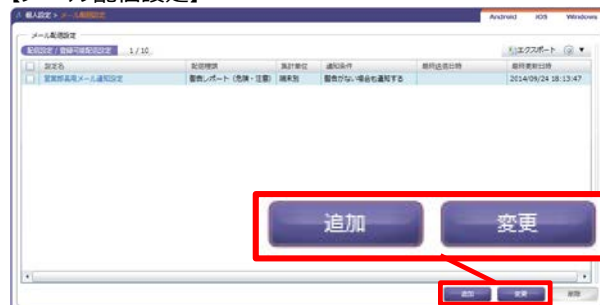 【メール配信設定】
個人設定 > メール配信設定
Android iOS Windows
メール配信設定
配信設定 / 登録可能配信設定 1 / 10
エクスポート
設定名 配信種類 集計単位 通知条件 最終送信日時 最終更新日時
営業部長用メール通知設定 警告レポート（危険・注意） 端末別 警告がない場合も通知する 2014/09/24 18:13:47
追加 変更
追加 変更 削除